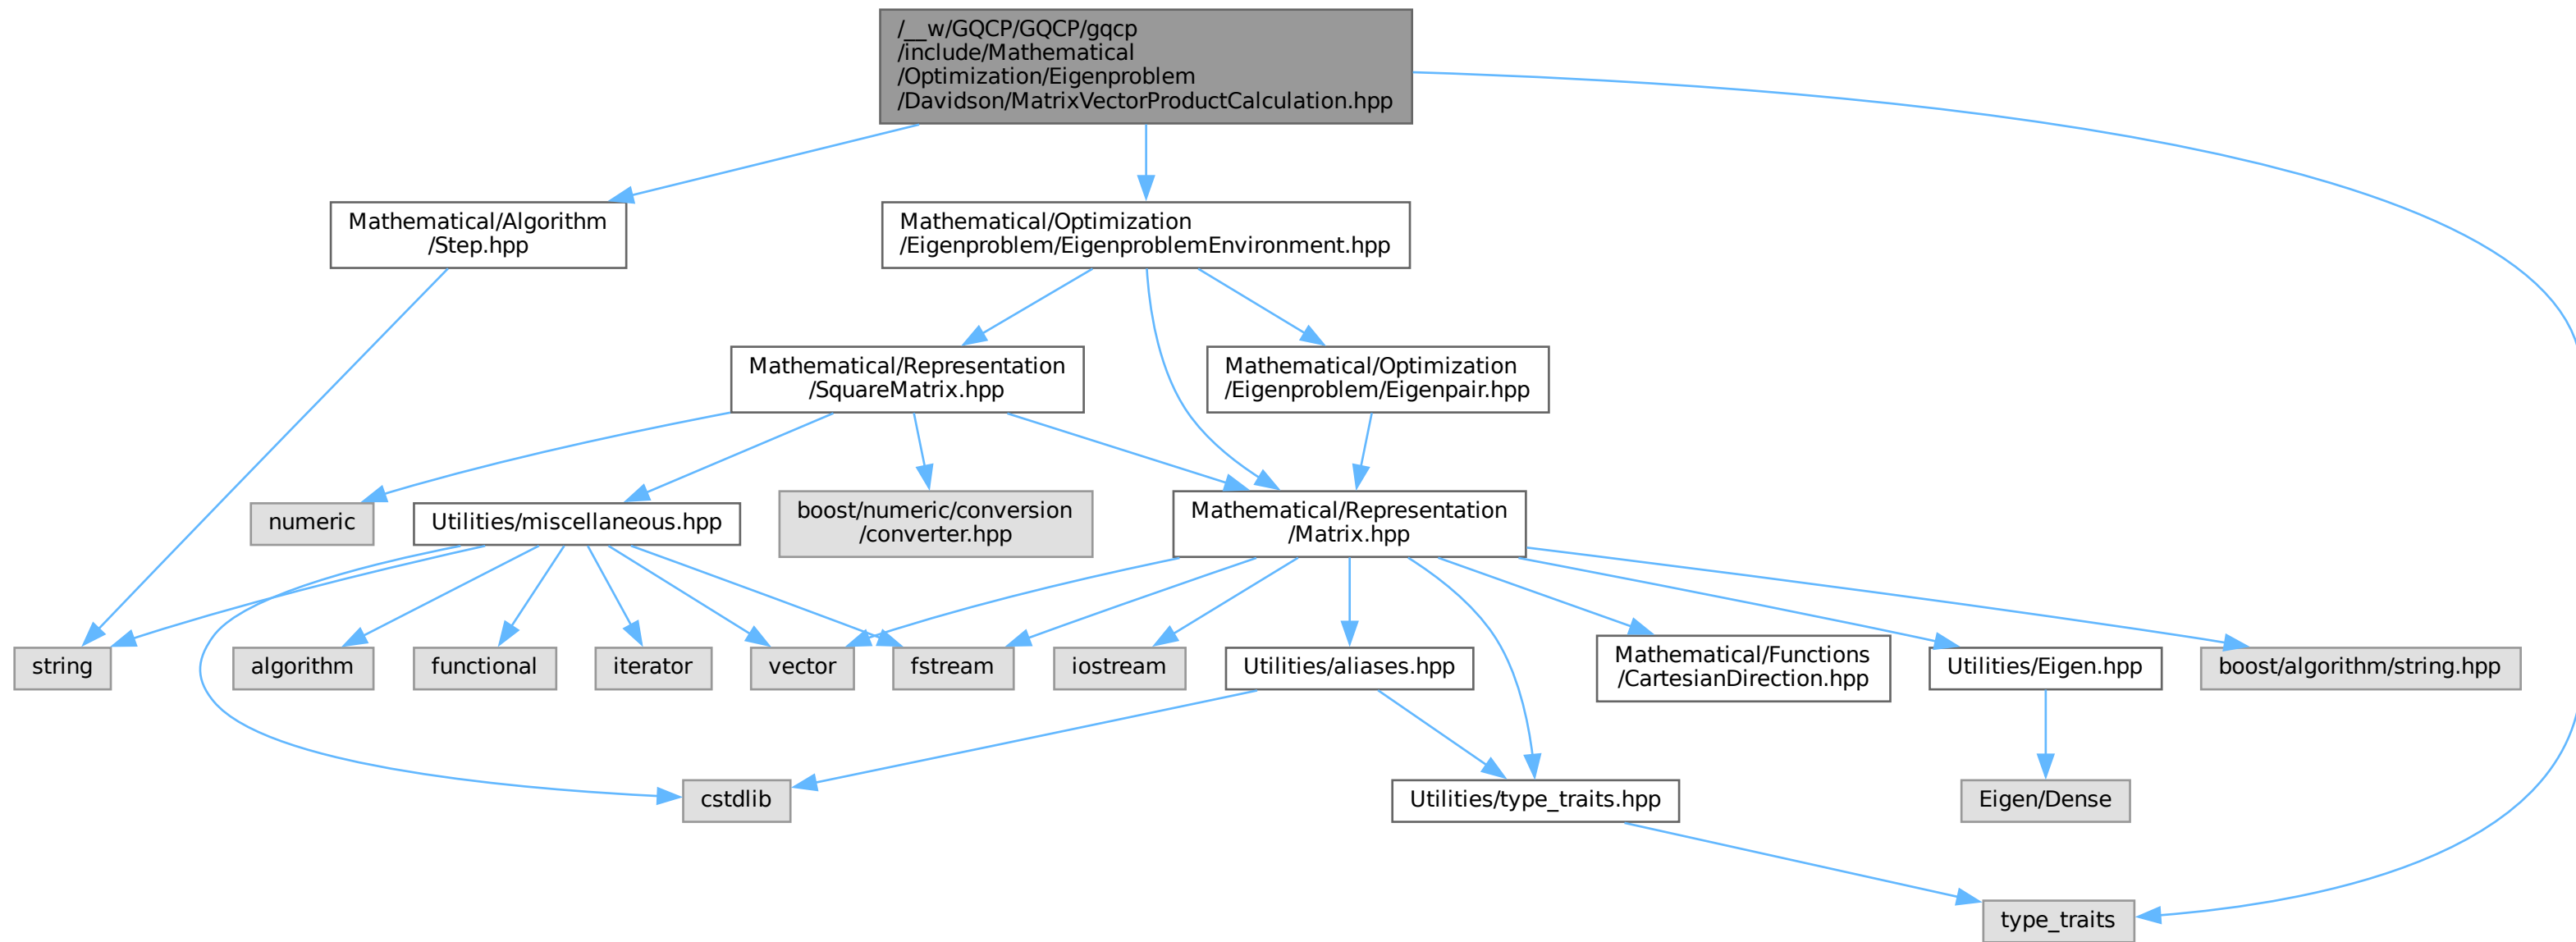 /__w/GQCP/GQCP/gqcp
/include/Mathematical
/Optimization/Eigenproblem
/Davidson/MatrixVectorProductCalculation.hpp
Mathematical/Algorithm
/Step.hpp
Mathematical/Optimization
/Eigenproblem/EigenproblemEnvironment.hpp
Mathematical/Representation
/SquareMatrix.hpp
Mathematical/Optimization
/Eigenproblem/Eigenpair.hpp
numeric
Utilities/miscellaneous.hpp
boost/numeric/conversion
/converter.hpp
Mathematical/Representation
/Matrix.hpp
string
algorithm
functional
iterator
vector
fstream
iostream
Utilities/aliases.hpp
Mathematical/Functions
/CartesianDirection.hpp
Utilities/Eigen.hpp
boost/algorithm/string.hpp
cstdlib
Utilities/type_traits.hpp
Eigen/Dense
type_traits